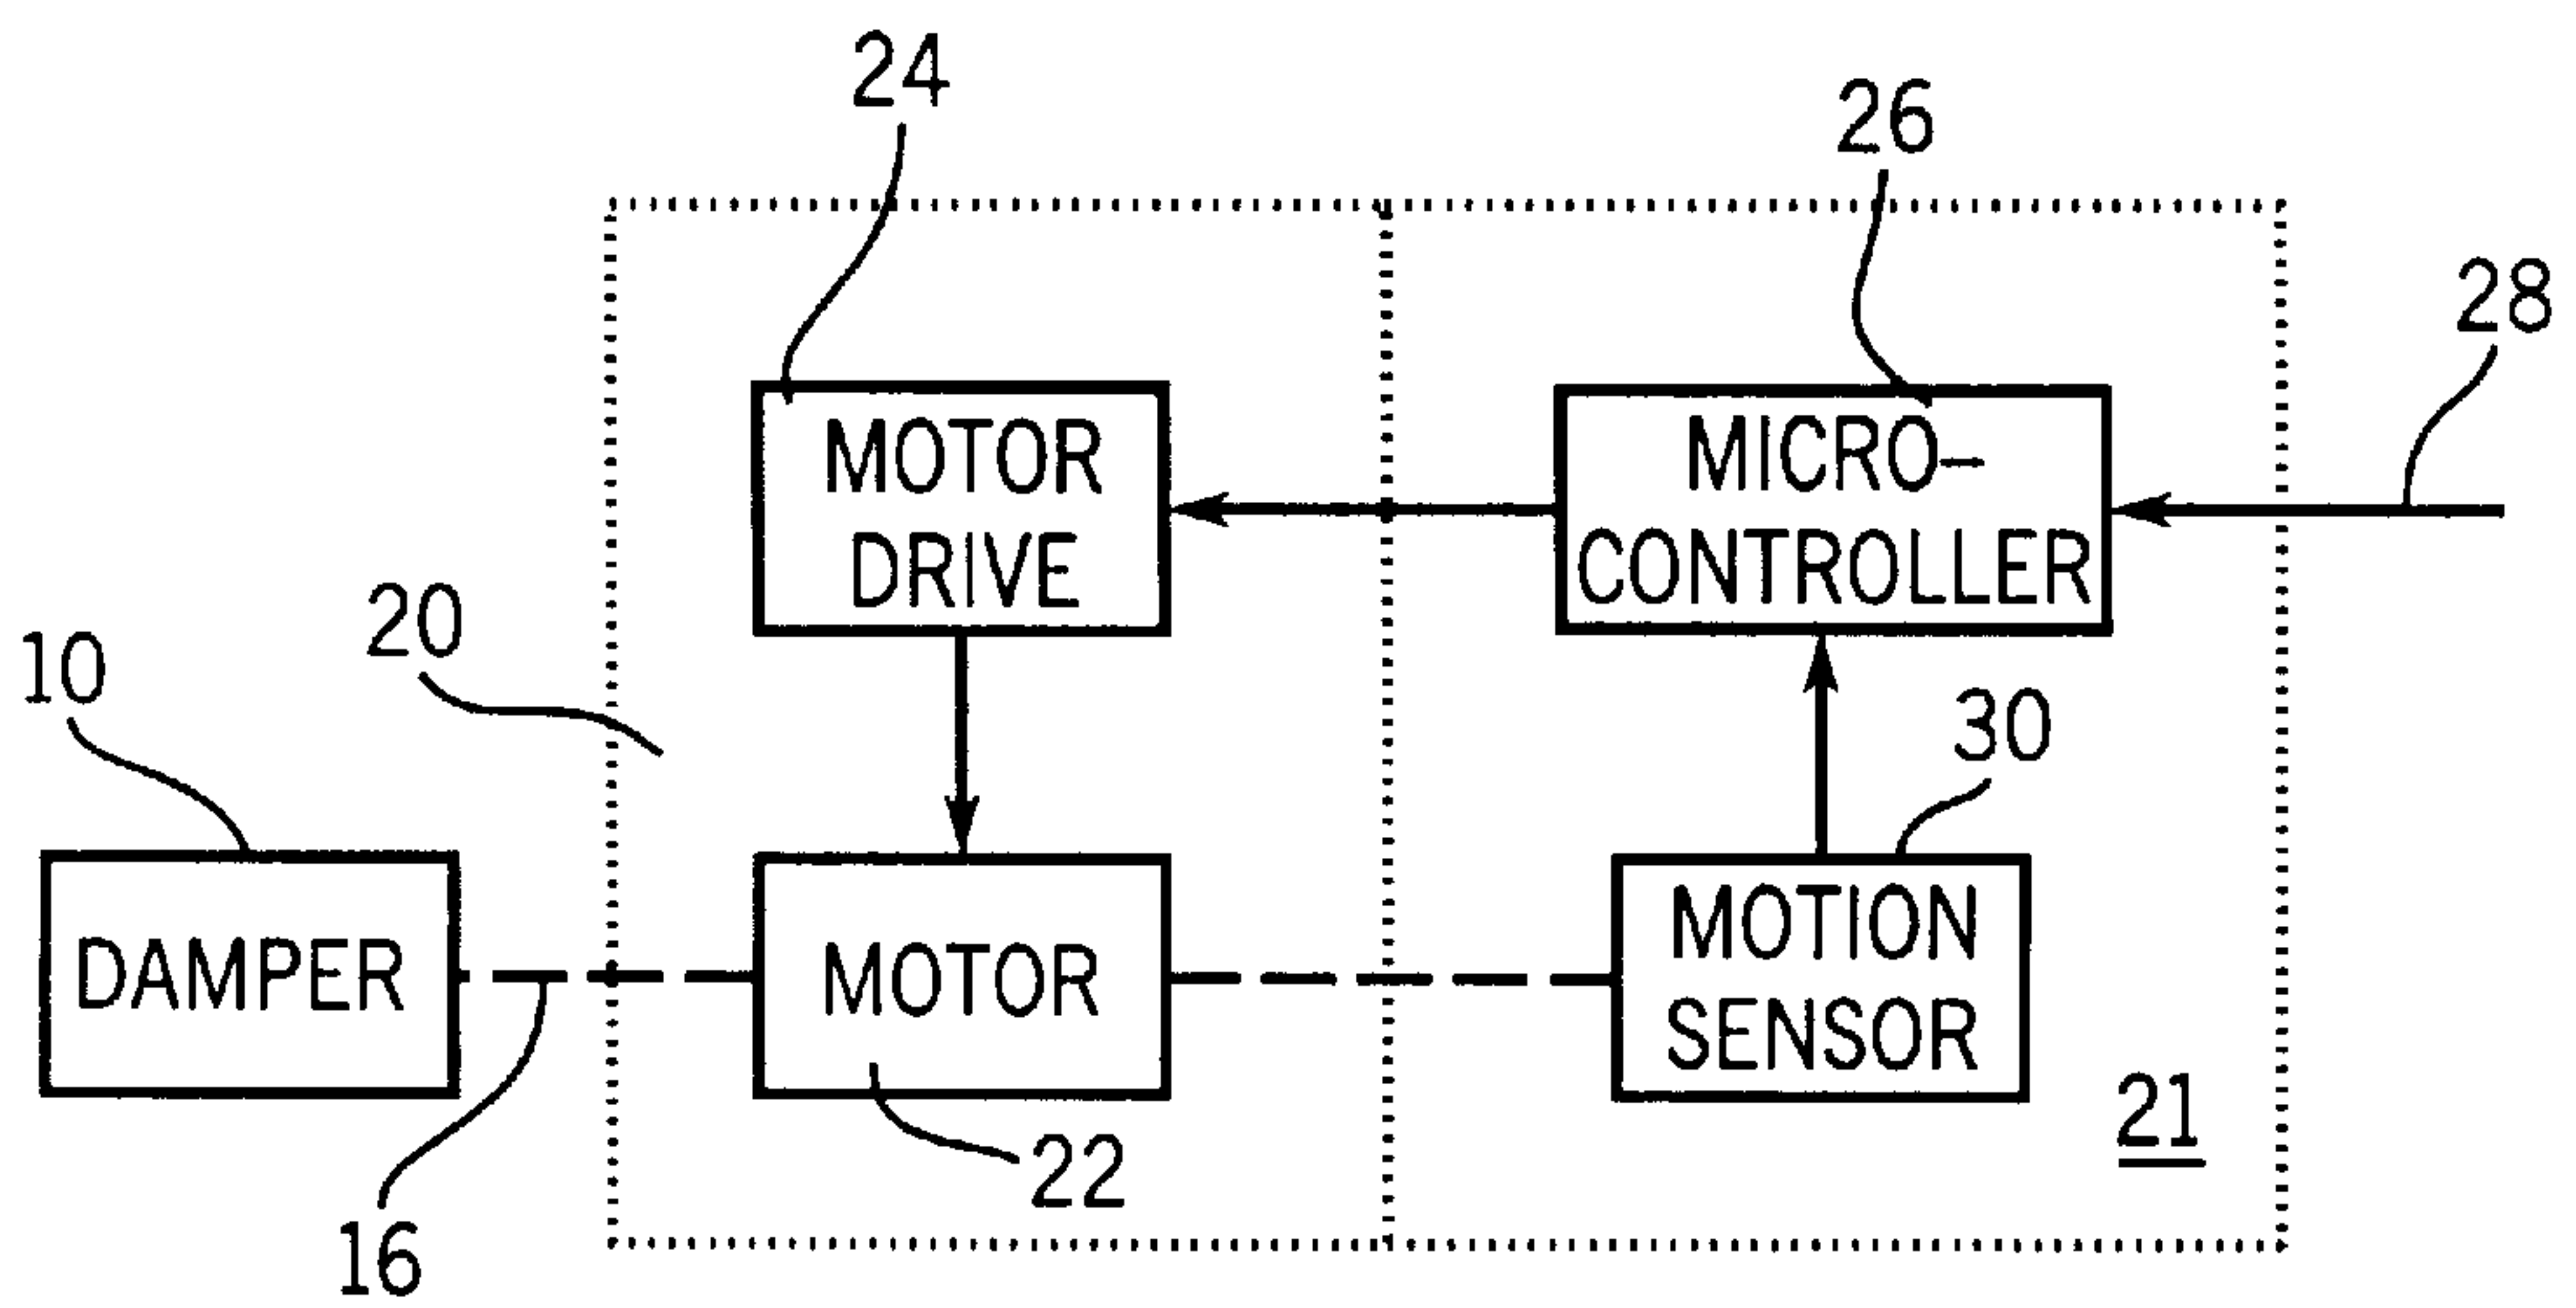 24
26
28
MOTOR
DRIVE
MICRO-
CONTROLLER
20
10
30
DAMPER
MOTOR
MOTION
SENSOR
21
22
16